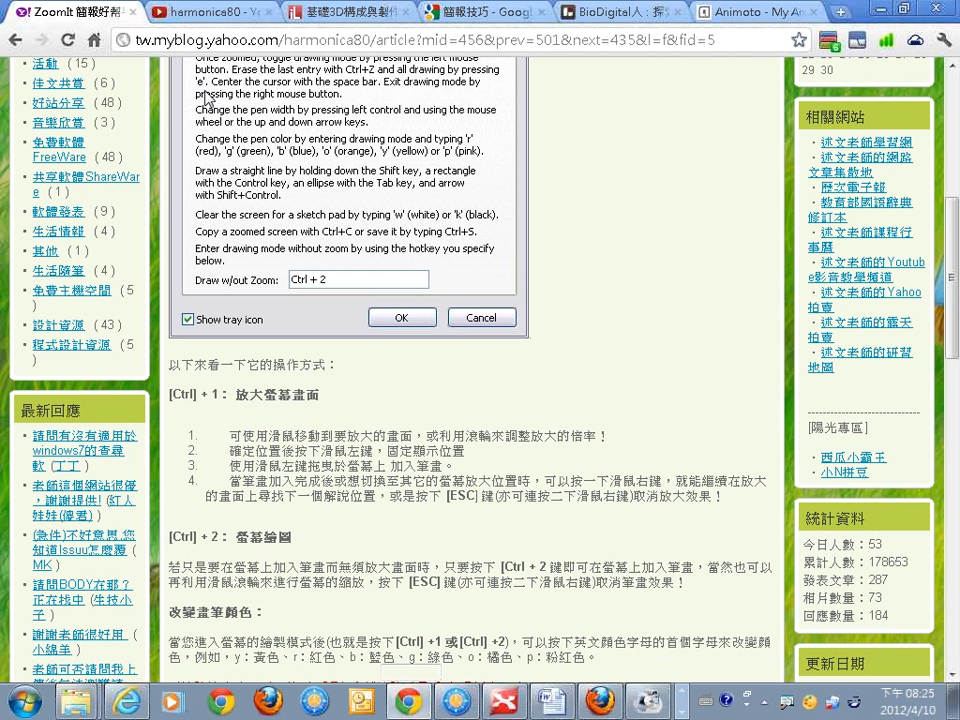 ZoomIt 簡報好幫
harmonica80 - Yo
基礎3D構成與製作
簡報技巧 - Googl
BioDigital人：探
Animoto - My An
tw.myblog.yahoo.com/harmonica80/article?mid=456&prev=501&next=435&l=f&fid=5
活動 (15)
佳文共賞 (6)
好站分享 (48)
音樂欣賞 (3)
免費軟體
FreeWare (48)
共享軟體ShareWar
e (1)
軟體發表 (9)
生活情報 (4)
其他 (1)
生活隨筆 (4)
免費主機空間 (5
)
設計資源 (43)
程式設計資源 (5
)
最新回應
請問有沒有適用於
windows7的查尋
軟 (丁丁)
老師這個網站很優
，謝謝提供! (紅人
娃娃(優君))
(急件)不好意思,您
知道Issuu怎麼覆 (
MK)
請問BODY在那？
正在找中 (生技小
子)
謝謝老師很好用 (
小綿羊)
老師可否請問我上
Once zoomed, toggle drawing mode by pressing the left mouse
button. Erase the last entry with Ctrl+Z and all drawing by pressing
'e'. Center the cursor with the space bar. Exit drawing mode by
pressing the right mouse button.
Change the pen width by pressing left control and using the mouse
wheel or the up and down arrow keys.
Change the pen color by entering drawing mode and typing 'r'
(red), 'g' (green), 'b' (blue), 'o' (orange), 'y' (yellow) or 'p' (pink).
Draw a straight line by holding down the Shift key, a rectangle
with the Control key, an ellipse with the Tab key, and arrow
with Shift+Control.
Clear the screen for a sketch pad by typing 'w' (white) or 'k' (black).
Copy a zoomed screen with Ctrl+C or save it by typing Ctrl+S.
Enter drawing mode without zoom by using the hotkey you specify
below.
Draw w/out Zoom: Ctrl + 2
Show tray icon OK Cancel
以下來看一下它的操作方式：
[Ctrl] + 1： 放大螢幕畫面
1. 可使用滑鼠移動到要放大的畫面，或利用滾輪來調整放大的倍率！
2. 確定位置後按下滑鼠左鍵，固定顯示位置
3. 使用滑鼠左鍵拖曳於螢幕上 加入筆畫。
4. 當筆畫加入完成後或想切換至其它的螢幕放大位置時，可以按一下滑鼠右鍵，就能繼續在放大
的畫面上尋找下一個解說位置，或是按下 [ESC] 鍵(亦可連按二下滑鼠右鍵)取消放大效果！
[Ctrl] + 2： 螢幕繪圖
若只是要在螢幕上加入筆畫而無須放大畫面時，只要按下 [Ctrl + 2 鍵即可在螢幕上加入筆畫，當然也可以
再利用滑鼠滾輪來進行螢幕的縮放，按下 [ESC] 鍵(亦可連按二下滑鼠右鍵)取消筆畫效果！
改變畫筆顏色：
當您進入螢幕的繪製模式後(也就是按下[Ctrl] +1 或[Ctrl] +2)，可以按下英文顏色字母的首個字母來改變顏
色，例如，y：黃色、r：紅色、b：藍色、g：綠色、o：橘色、p：粉紅色。
29 30
相關網站
· 述文老師學習網
· 述文老師的網路
文章集散地
· 歷次電子報
· 教育部國語辭典
修訂本
· 述文老師課程行
事曆
· 述文老師的Youtub
e影音教學頻道
· 述文老師的Yahoo
拍賣
· 述文老師的露天
拍賣
· 述文老師的研習
地圖
------------------------------
[陽光專區]
· 西瓜小霸王
· 小N拼豆
統計資料
今日人數：53
累計人數：178653
發表文章：287
相片數量：73
回應數量：184
更新日期
下午 08:25
2012/4/10